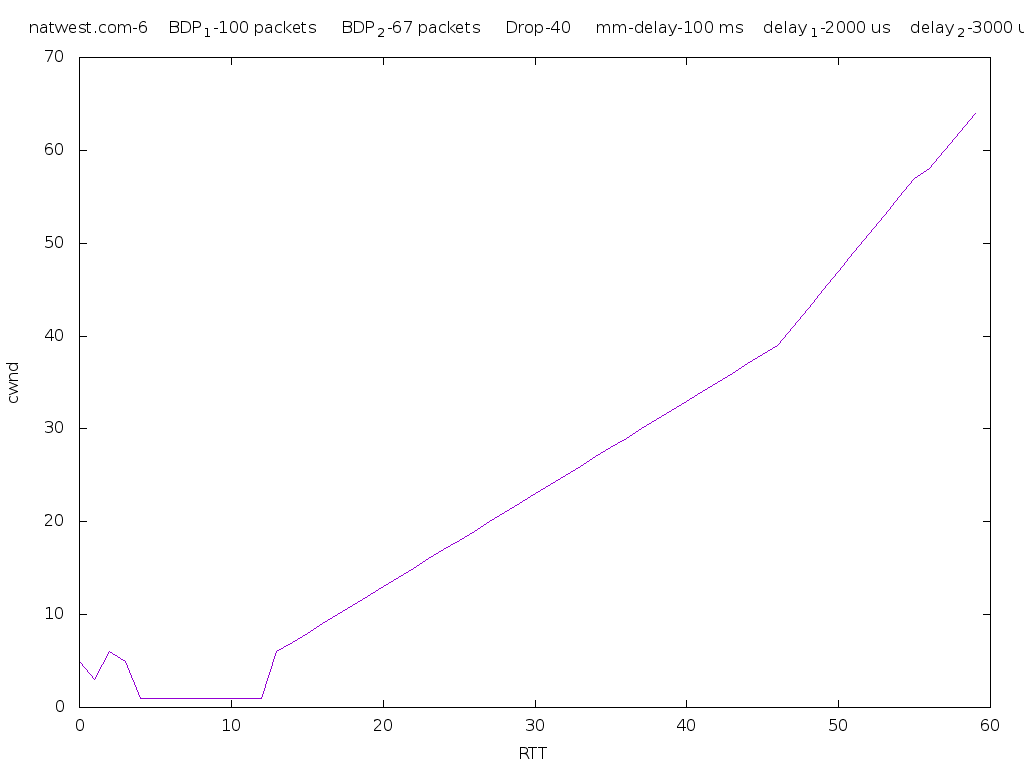 natwest.com-6 BDP1-100 packets BDP2-67 packets Drop-40 mm-delay-100 ms delay1-2000 us delay2-3000 u
70
60
50
40
30
20
10
0
cwnd
0 10 20 30 40 50 60
RTT